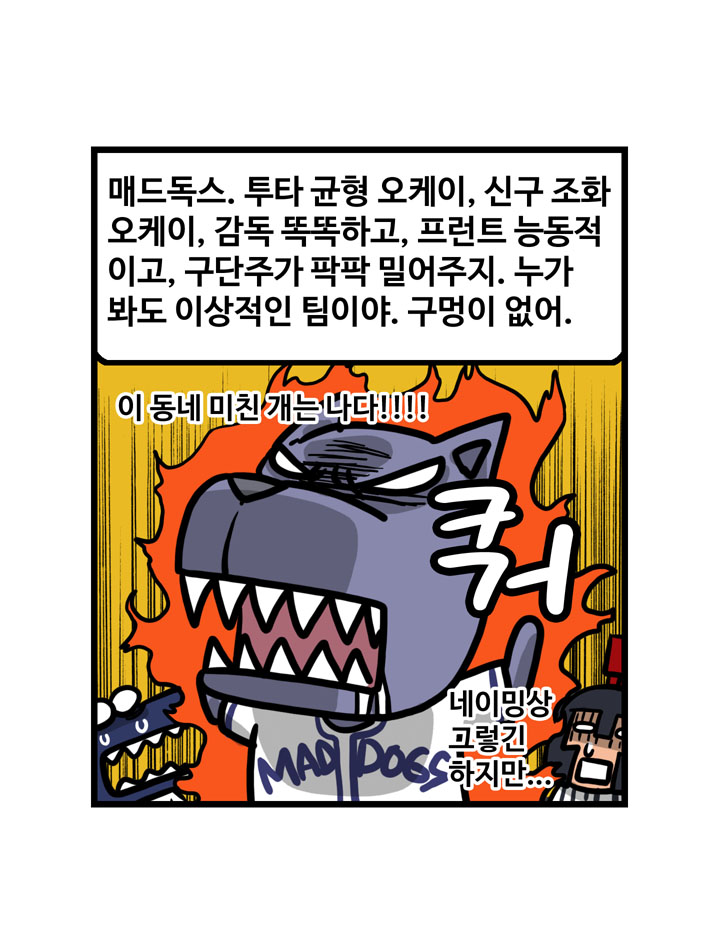 매드독스. 투타 균형 오케이, 신구 조화
오케이, 감독 똑똑하고, 프런트 능동적
이고, 구단주가 팍팍 밀어주지. 누가
봐도 이상적인 팀이야. 구멍이 없어.
이 동네 미친 개는 나다!!!!
쿡어
MAD DOGS
네이밍상
그렇긴
하지만...